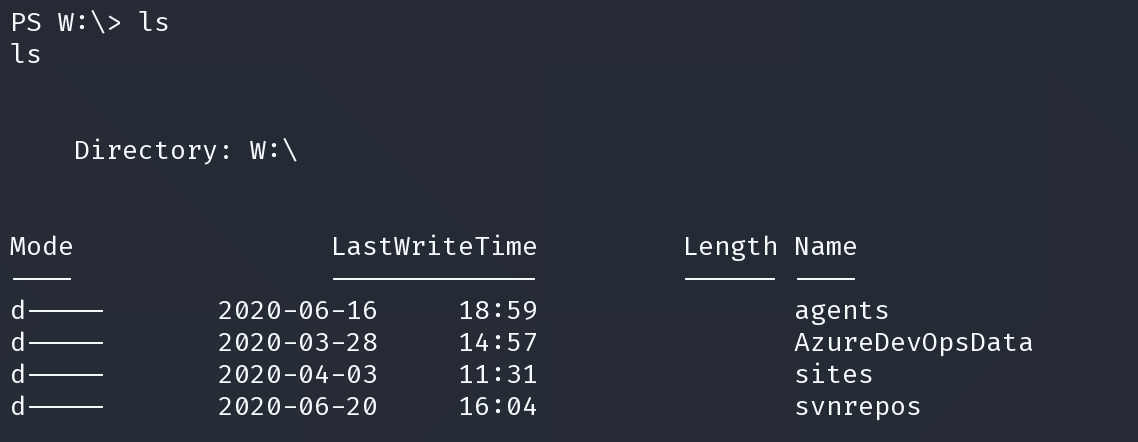 PS W:\> ls
ls
Directory: W:\
Mode                LastWriteTime         Length Name
----                -------------         ------ ----
d-----       2020-06-16     18:59                agents
d-----       2020-03-28     14:57                AzureDevOpsData
d-----       2020-04-03     11:31                sites
d-----       2020-06-20     16:04                svnrepos